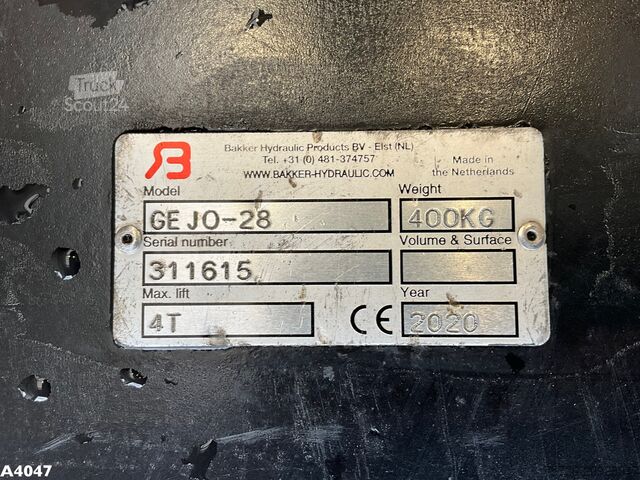 Truck
Scout24
B
Bakker Hydraulic Products BV - Elst (NL)
Tel. +31 (0) 481-374757
WWW.BAKKER-HYDRAULIC.COM
Made in
the Netherlands
Model
Weight
GE JO-28
400KG
Serial number
Volume & Surface
311615
Max. lift
Year
4T
CE
2020
A4047